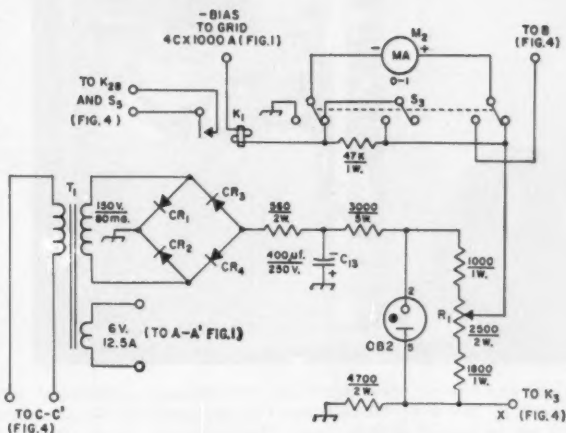 -BIAS
TO GRID
4CX1000A (FIG.1)
M2
- MA +
0-1
TO B
(FIG.4)
TO K2B
AND S5
(FIG. 4)
K1
S3
47K
1W.
T1
130V.
80ma.
CR1
CR3
CR2
CR4
560
2W.
3000
5W.
400µf.
250V.
- C13
+
1000
1W.
R1
2500
2W.
1800
1W.
2
OB2
5
6V.
12.5A
(TO A-A' FIG.1)
4700
2W.
X
TO K3
(FIG. 4)
TO C-C'
(FIG.4)